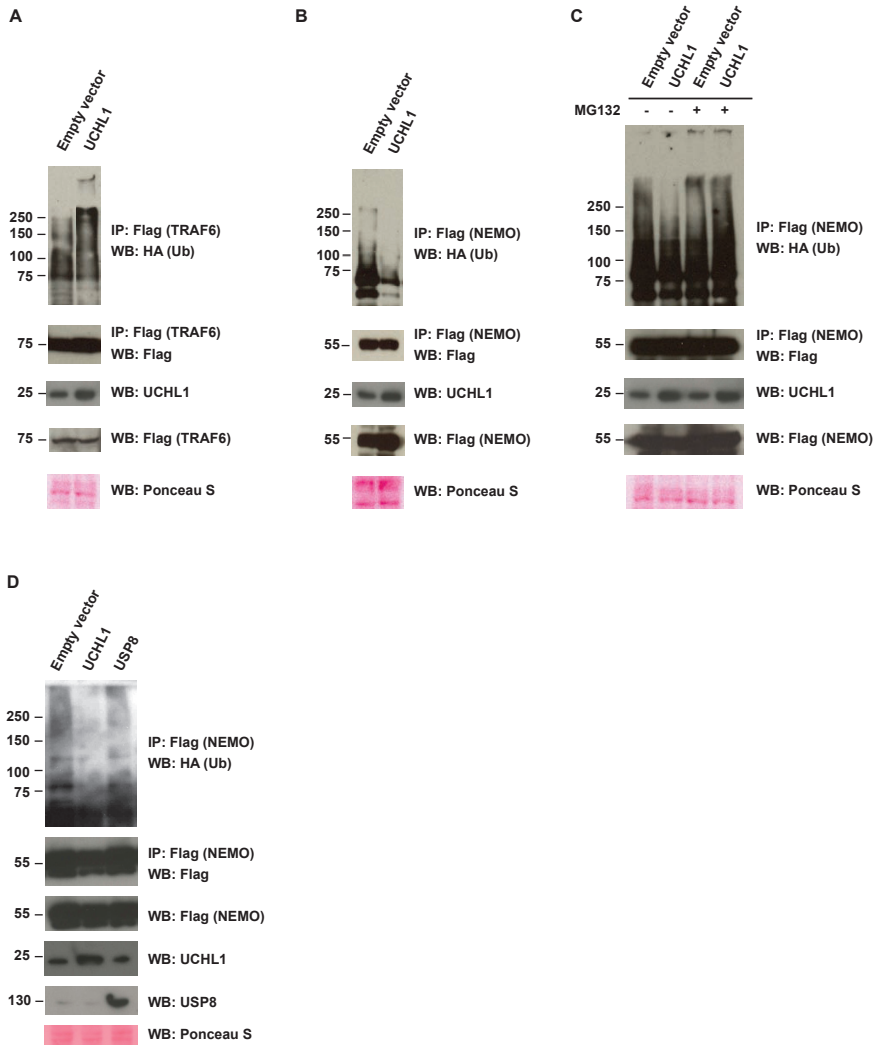 A
Empty vector
UCHL1
250
150
100
75
IP: Flag (TRAF6)
WB: HA (Ub)
75
IP: Flag (TRAF6)
WB: Flag
25
WB: UCHL1
75
WB: Flag (TRAF6)
WB: Ponceau S
B
Empty vector
UCHL1
250
150
100
75
IP: Flag (NEMO)
WB: HA (Ub)
55
IP: Flag (NEMO)
WB: Flag
25
WB: UCHL1
55
WB: Flag (NEMO)
WB: Ponceau S
C
Empty vector
UCHL1
Empty vector
UCHL1
MG132 - - + +
250
150
100
75
IP: Flag (NEMO)
WB: HA (Ub)
55
IP: Flag (NEMO)
WB: Flag
25
WB: UCHL1
55
WB: Flag (NEMO)
WB: Ponceau S
D
Empty vector
UCHL1
USP8
250
150
100
75
IP: Flag (NEMO)
WB: HA (Ub)
55
IP: Flag (NEMO)
WB: Flag
55
WB: Flag (NEMO)
25
WB: UCHL1
130
WB: USP8
WB: Ponceau S